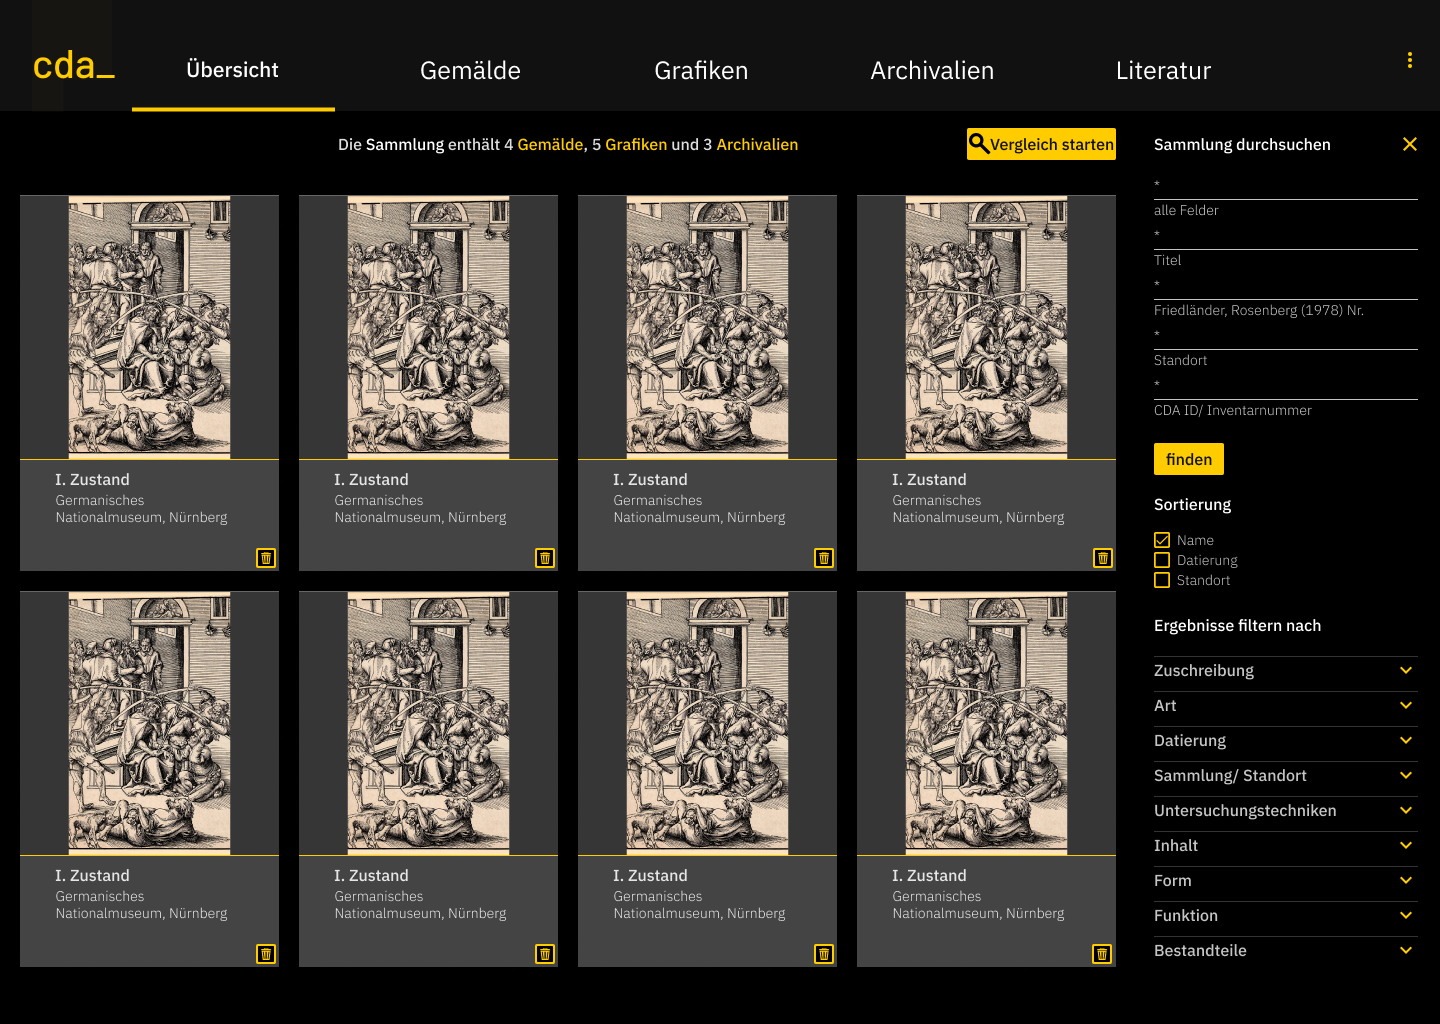 cda_
Übersicht
Gemälde
Grafiken
Archivalien
Literatur
Die Sammlung enthält 4 Gemälde, 5 Grafiken und 3 Archivalien
Vergleich starten
I. Zustand
Germanisches
Nationalmuseum, Nürnberg
I. Zustand
Germanisches
Nationalmuseum, Nürnberg
I. Zustand
Germanisches
Nationalmuseum, Nürnberg
I. Zustand
Germanisches
Nationalmuseum, Nürnberg
I. Zustand
Germanisches
Nationalmuseum, Nürnberg
I. Zustand
Germanisches
Nationalmuseum, Nürnberg
I. Zustand
Germanisches
Nationalmuseum, Nürnberg
I. Zustand
Germanisches
Nationalmuseum, Nürnberg
Sammlung durchsuchen
*
alle Felder
*
Titel
*
Friedländer, Rosenberg (1978) Nr.
*
Standort
*
CDA ID/ Inventarnummer
finden
Sortierung
Name
Datierung
Standort
Ergebnisse filtern nach
Zuschreibung
Art
Datierung
Sammlung/ Standort
Untersuchungstechniken
Inhalt
Form
Funktion
Bestandteile